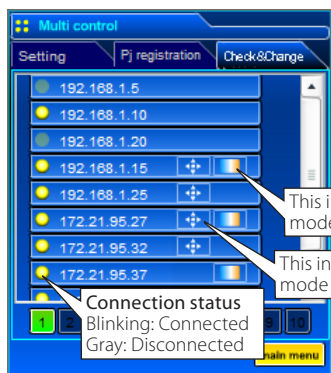 Multi control
Setting Pj registration Check&Change
192.168.1.5
192.168.1.10
192.168.1.20
192.168.1.15
192.168.1.25
This i
mode
172.21.95.27
172.21.95.32
This in
mode
172.21.95.37
Connection status
Blinking: Connected
Gray: Disconnected
1 2 9 10
main menu